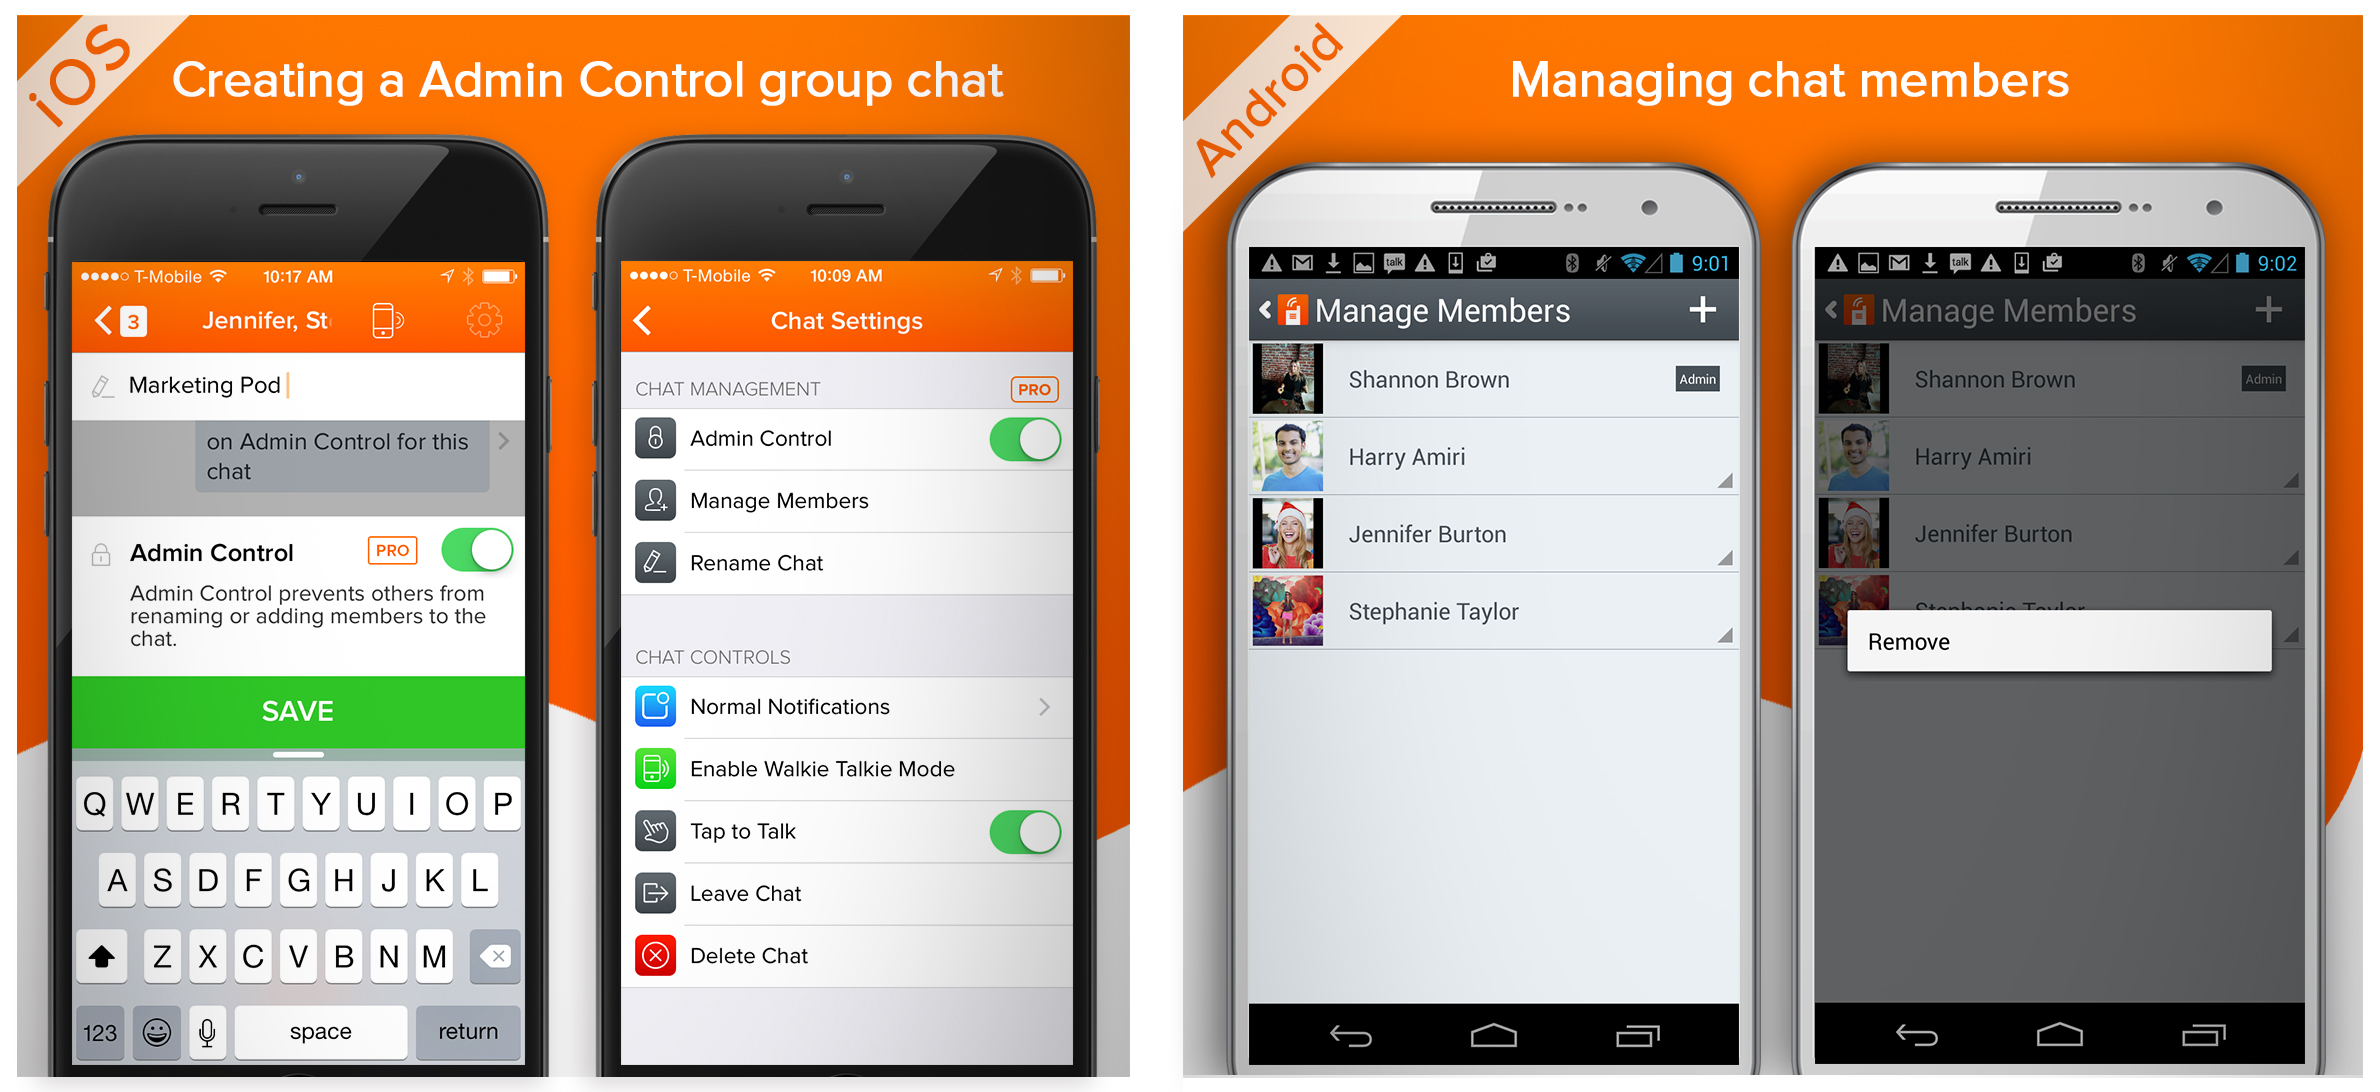 iOS
Creating a Admin Control group chat
T-Mobile 10:17 AM
3 Jennifer, St
Marketing Pod
on Admin Control for this
chat
Admin Control PRO
Admin Control prevents others from
renaming or adding members to the
chat.
SAVE
Q W E R T Y U I O P
A S D F G H J K L
Z X C V B N M
123 space return
T-Mobile 10:09 AM
Chat Settings
CHAT MANAGEMENT PRO
Admin Control
Manage Members
Rename Chat
CHAT CONTROLS
Normal Notifications
Enable Walkie Talkie Mode
Tap to Talk
Leave Chat
Delete Chat
Android
Managing chat members
talk 9:01
Manage Members +
Shannon Brown Admin
Harry Amiri
Jennifer Burton
Stephanie Taylor
talk 9:02
Manage Members +
Shannon Brown Admin
Harry Amiri
Jennifer Burton
Stephanie Taylor
Remove